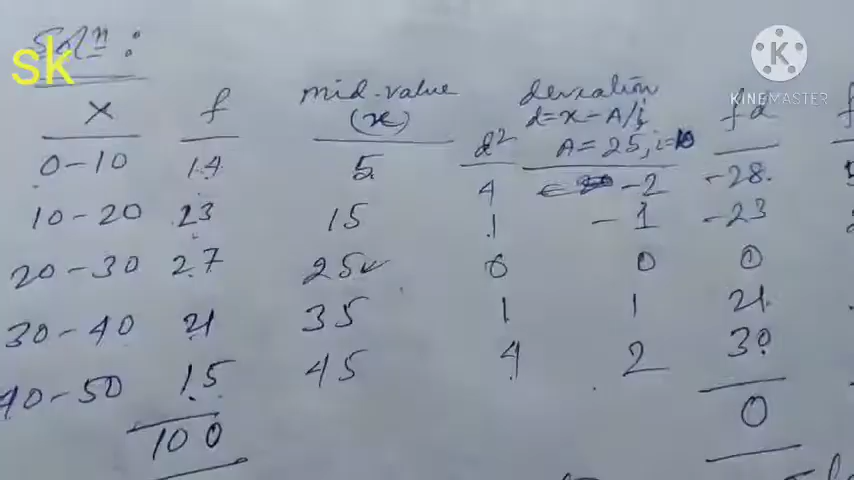 Solⁿ :
sk
K
KINEMASTER
X f mid-value (x) d² deviation d=x-A/i A=25, i=10 fd f
0-10 14 5 4 -2 -28 5
10-20 23 15 1 -1 -23
20-30 27 25 0 0 0
30-40 21 35 1 1 21
40-50 15 45 4 2 30
100 0